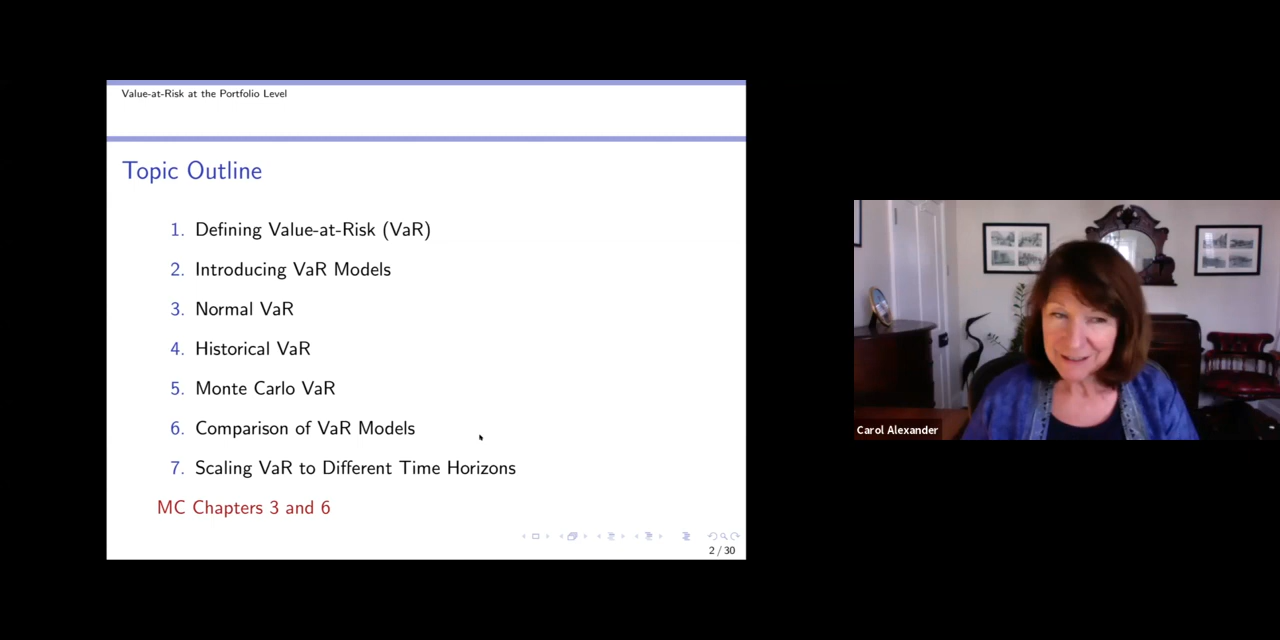 Value-at-Risk at the Portfolio Level
Topic Outline
1. Defining Value-at-Risk (VaR)
2. Introducing VaR Models
3. Normal VaR
4. Historical VaR
5. Monte Carlo VaR
6. Comparison of VaR Models
7. Scaling VaR to Different Time Horizons
MC Chapters 3 and 6
2 / 30
Carol Alexander